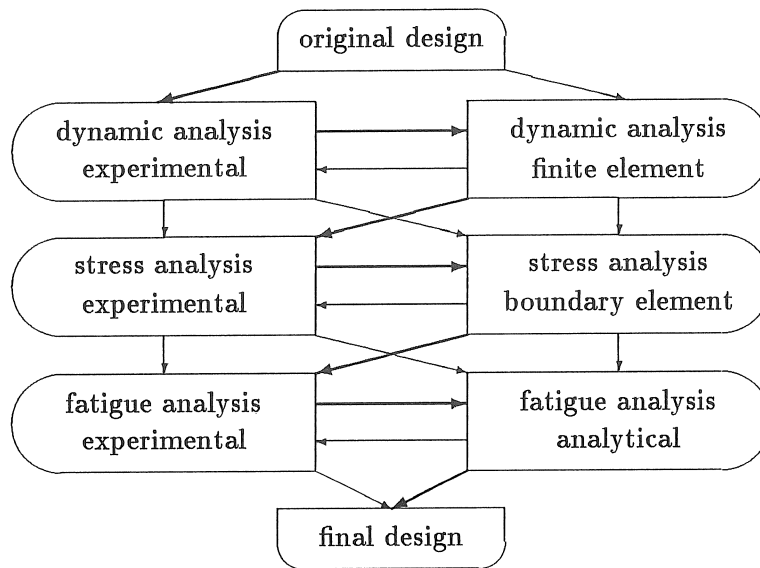 original design
dynamic analysis
experimental
dynamic analysis
finite element
stress analysis
experimental
stress analysis
boundary element
fatigue analysis
experimental
fatigue analysis
analytical
final design